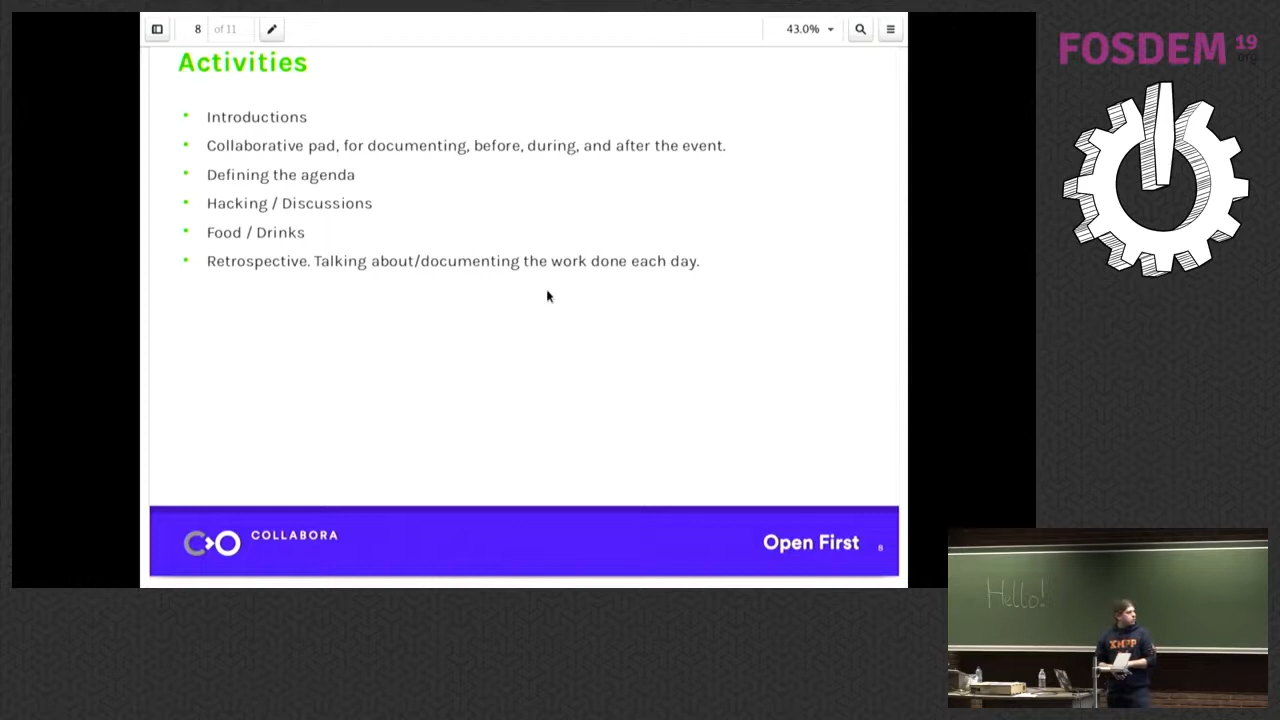 8 of 11
43.0%
FOSDEM 19
.org
Activities
Introductions
Collaborative pad, for documenting, before, during, and after the event.
Defining the agenda
Hacking / Discussions
Food / Drinks
Retrospective. Talking about/documenting the work done each day.
COLLABORA
Open First
8
Hello!
XMPP